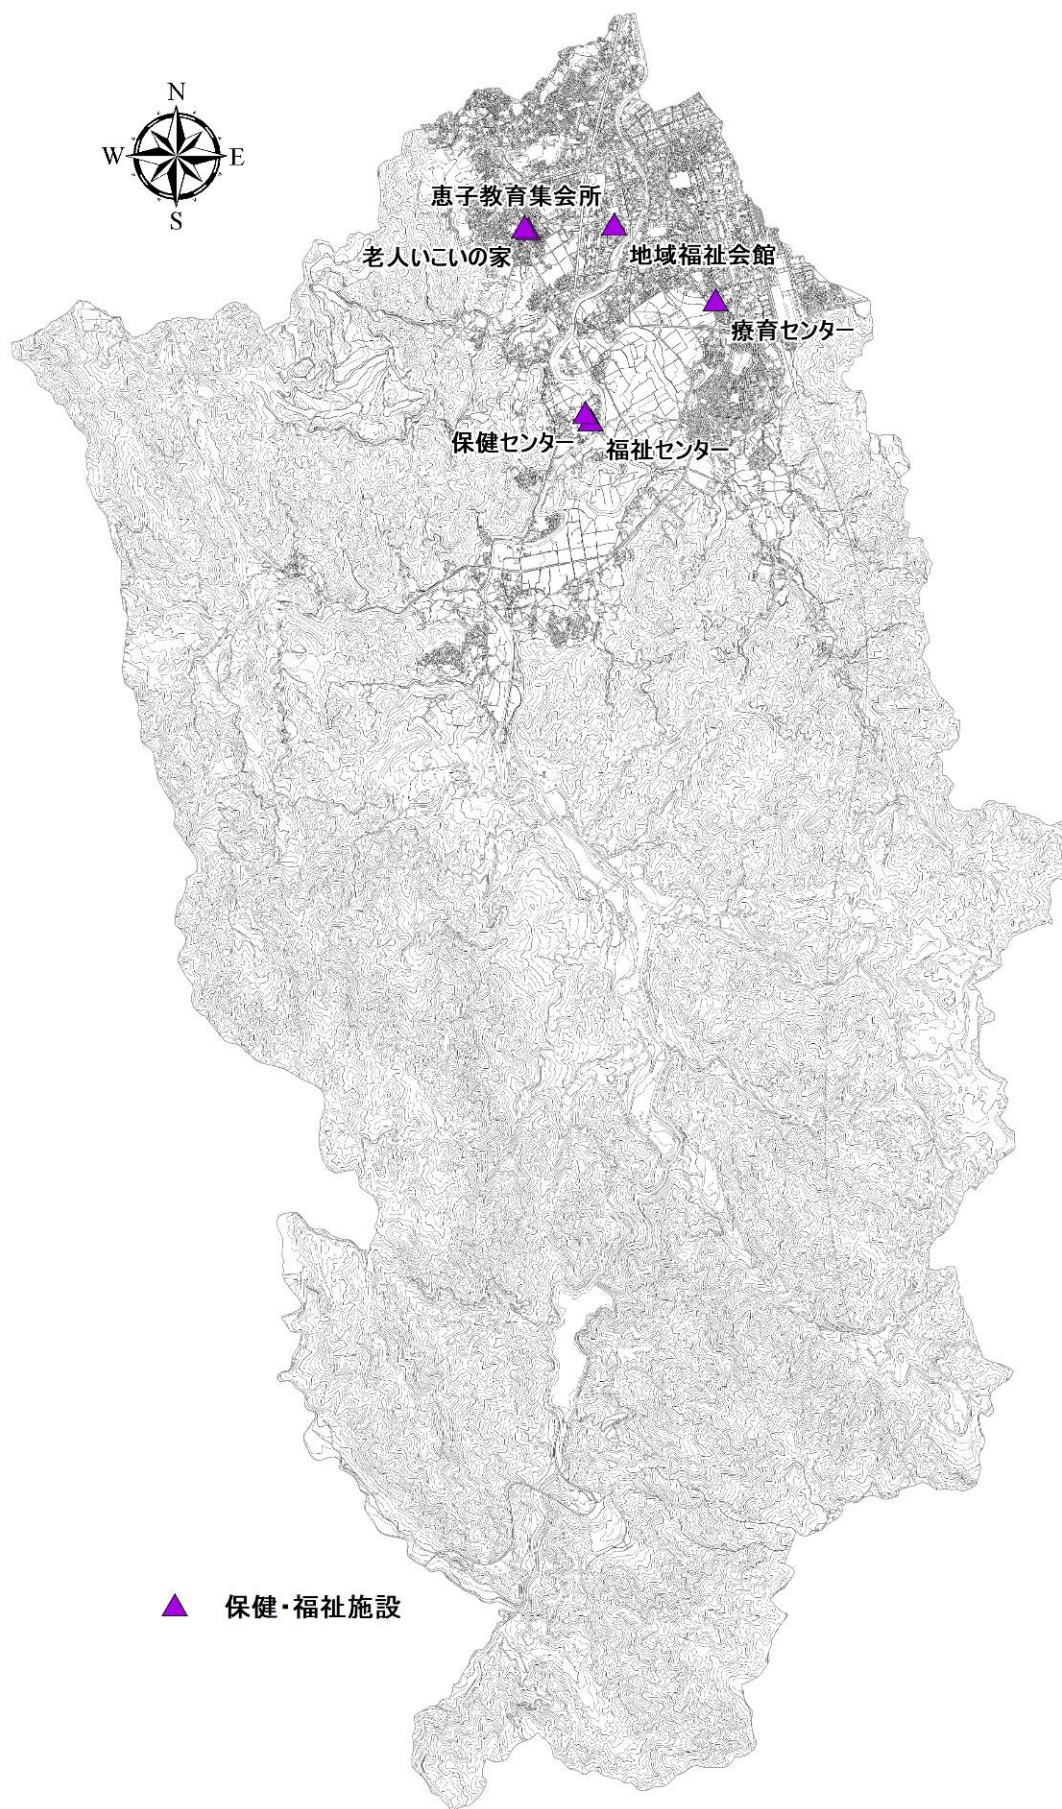 N
W E
S
恵子教育集会所
老人いこいの家
地域福祉会館
療育センター
保健センター
福祉センター
保健・福祉施設